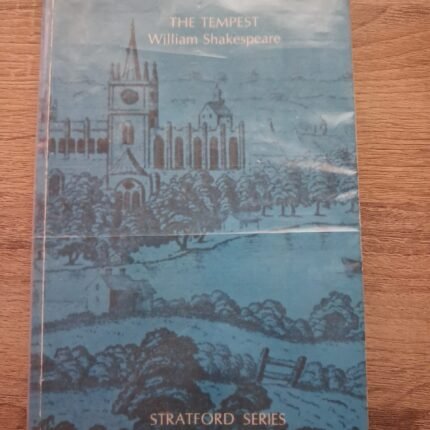 THE TEMPEST
William Shakespeare
STRATFORD SERIES